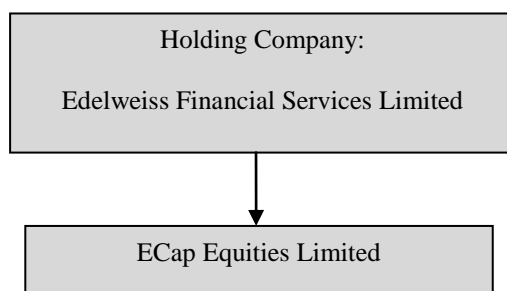 Holding Company:
Edelweiss Financial Services Limited
ECap Equities Limited